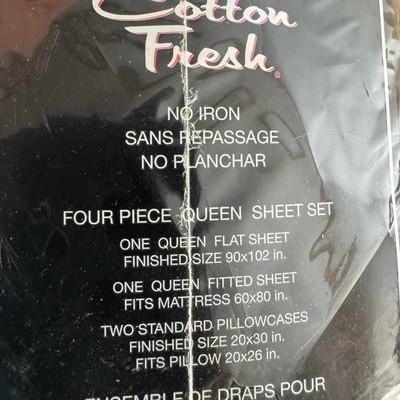 Cotton
Fresh®
NO IRON
SANS REPASSAGE
NO PLANCHAR
FOUR PIECE QUEEN SHEET SET
ONE QUEEN FLAT SHEET
FINISHED SIZE 90x102 in.
ONE QUEEN FITTED SHEET
FITS MATTRESS 60x80 in.
TWO STANDARD PILLOWCASES
FINISHED SIZE 20x30 in.
FITS PILLOW 20x26 in.
ENSEMBLE DE DRAPS POUR